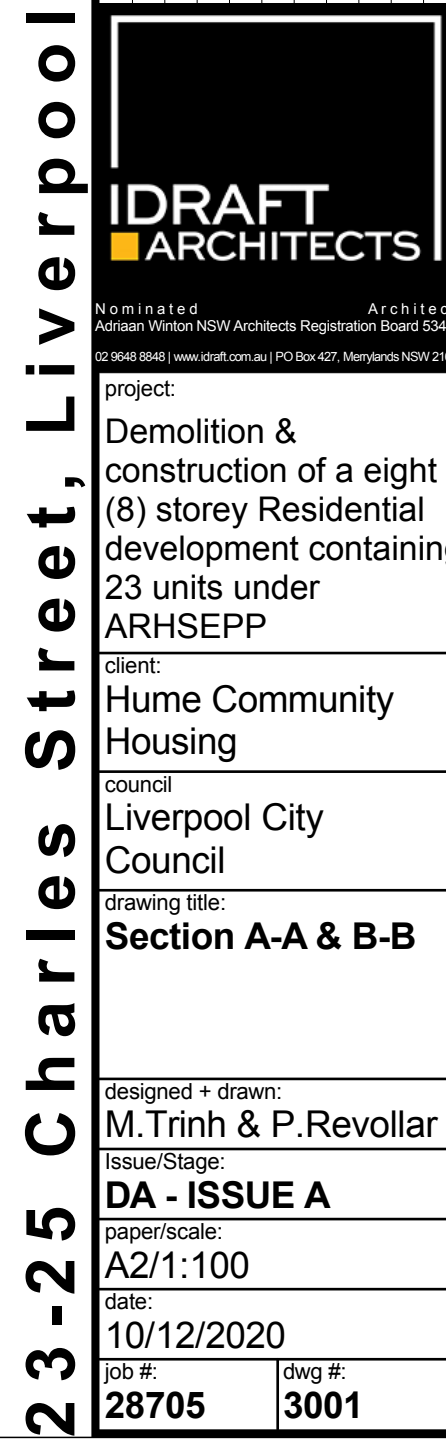 23-25 Charles Street, Liverpool
IDRAFT
ARCHITECTS
Nominated
Adriaan Winton NSW Architects Registration Board
02 9648 8848 | www.idraft.com.au | PO Box 427, Merrylands NSW
project:
Demolition &
construction of a eight
(8) storey Residential
development
23 units under
ARHSEPP
client:
Hume Community
Housing
council
Liverpool City
Council
drawing title:
Section A-A & B-B
designed + drawn:
M.Trinh & P.Revollar
Issue/Stage:
DA - ISSUE A
paper/scale:
A2/1:100
date:
10/12/2020
job #:
28705
dwg #:
3001